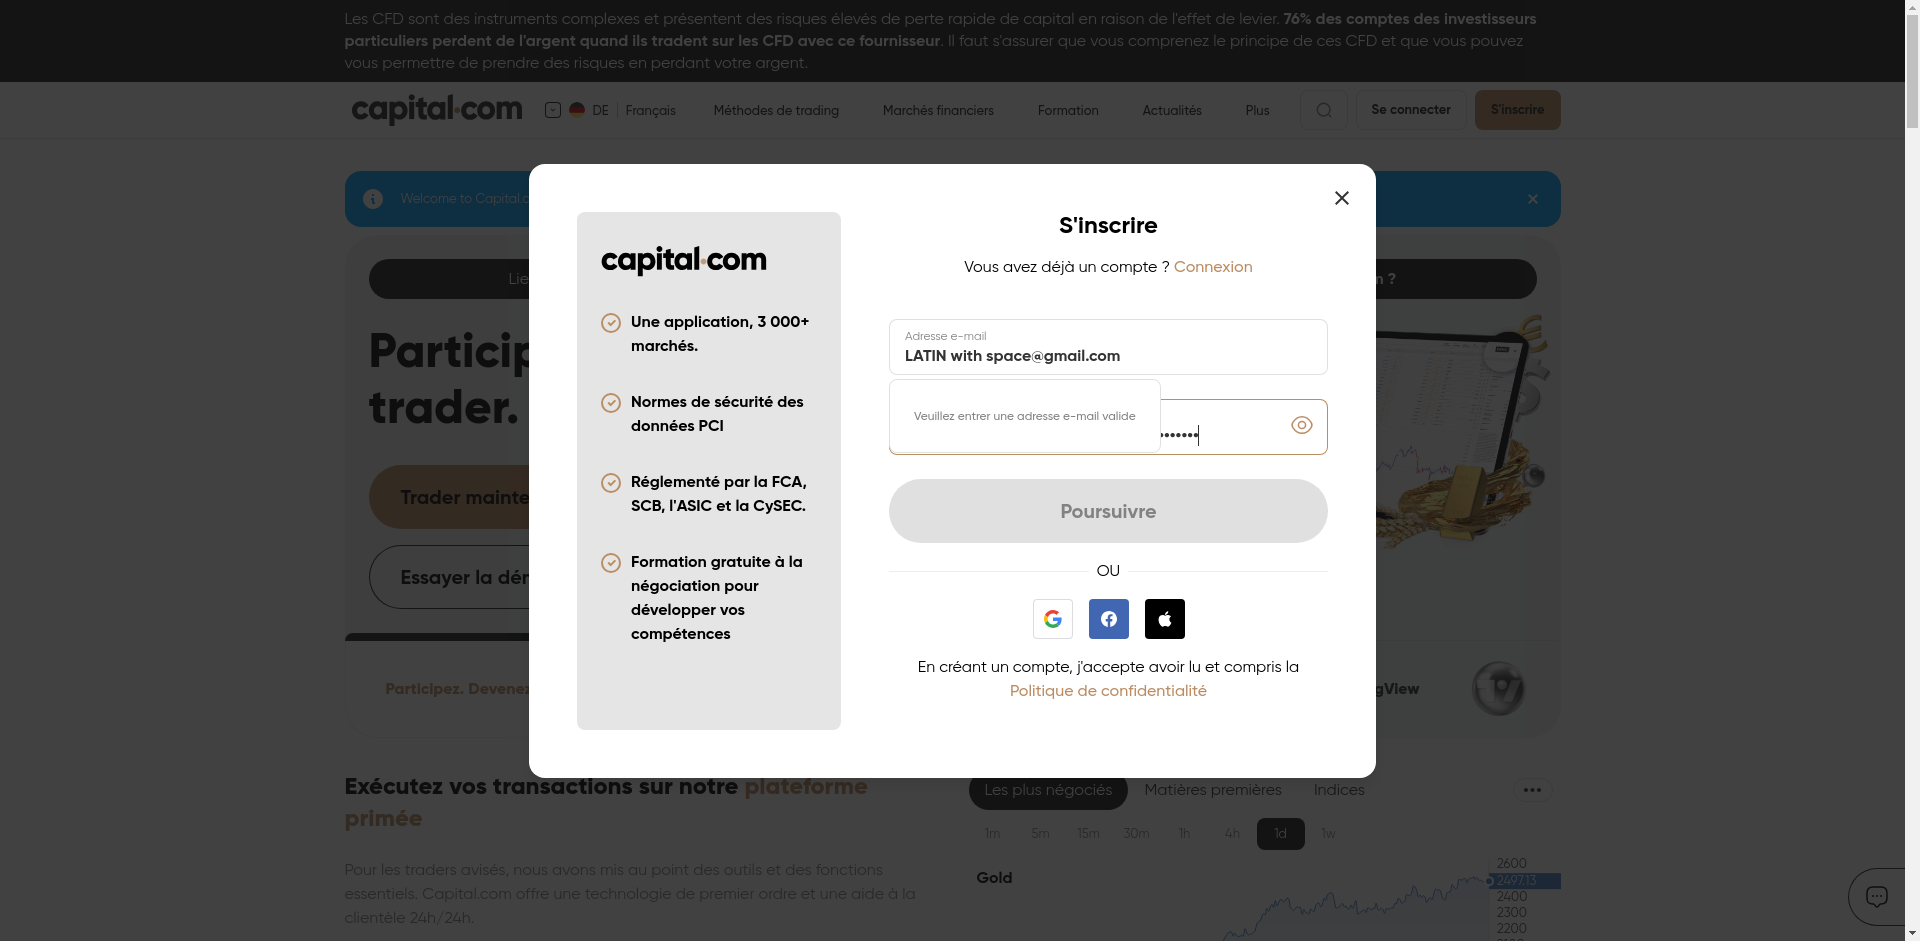 Les CFD sont des instruments complexes et présentent des risques élevés de perte rapide de capital en raison de l'effet de levier. 76% des comptes des investisseurs
particuliers perdent de l'argent quand ils tradent sur les CFD avec ce fournisseur. Il faut s'assurer que vous comprenez le principe de ces CFD et que vous pouvez
vous permettre de prendre des risques en perdant votre argent.
capital.com DE Français Méthodes de trading Marchés financiers Formation Actualités Plus Se connecter S'inscrire
Welcome to Capital.c
Lie
n ?
Particip
trader.
Trader mainte
Essayer la dér
Participez. Devenez
gView
S'inscrire
Vous avez déjà un compte ? Connexion
capital.com
Une application, 3 000+
marchés.
Normes de sécurité des
données PCI
Réglementé par la FCA,
SCB, l'ASIC et la CySEC.
Formation gratuite à la
négociation pour
développer vos
compétences
Adresse e-mail
LATIN with space@gmail.com
Veuillez entrer une adresse e-mail valide
Poursuivre
OU
En créant un compte, j'accepte avoir lu et compris la
Politique de confidentialité
Exécutez vos transactions sur notre plateforme
primée
Pour les traders avisés, nous avons mis au point des outils et des fonctions
essentiels. Capital.com offre une technologie de premier ordre et une aide à la
clientèle 24h/24h.
Les plus négociés Matières premières Indices
1m 5m 15m 30m 1h 4h 1d 1w
Gold
2600
2497.13
2400
2300
2200